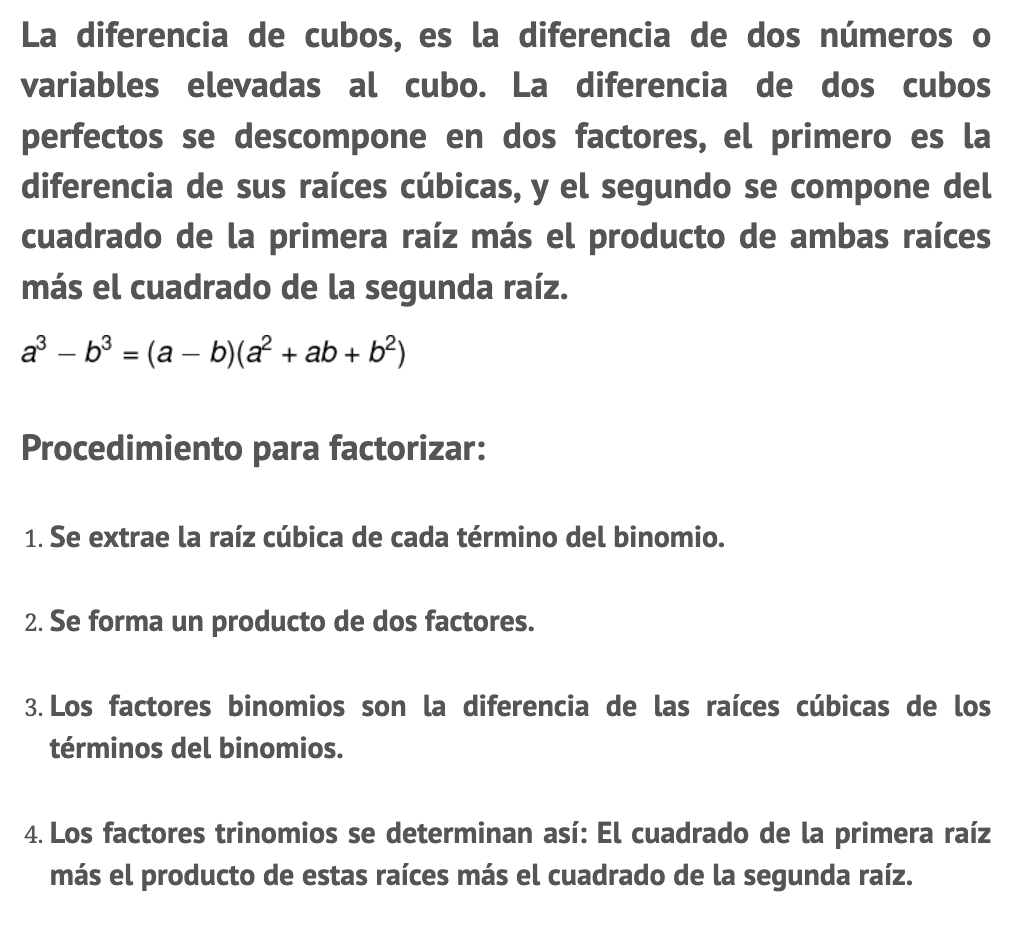 La diferencia de cubos, es la diferencia de dos números o
variables elevadas al cubo. La diferencia de dos cubos
perfectos se descompone en dos factores, el primero es la
diferencia de sus raíces cúbicas, y el segundo se compone del
cuadrado de la primera raíz más el producto de ambas raíces
más el cuadrado de la segunda raíz.
a³ – b³ = (a – b)(a² + ab + b²)
Procedimiento para factorizar:
1. Se extrae la raíz cúbica de cada término del binomio.
2. Se forma un producto de dos factores.
3. Los factores binomios son la diferencia de las raíces cúbicas de los
términos del binomios.
4. Los factores trinomios se determinan así: El cuadrado de la primera raíz
más el producto de estas raíces más el cuadrado de la segunda raíz.